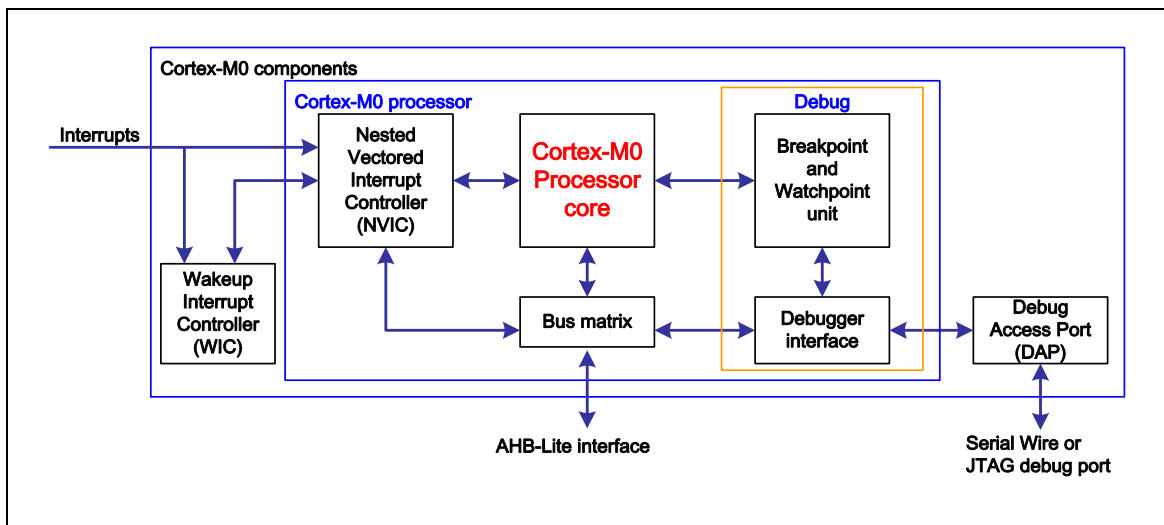 Cortex-M0 components
Cortex-M0 processor
Debug
Interrupts
Nested
Vectored
Interrupt
Controller
(NVIC)
Cortex-M0
Processor
core
Breakpoint
and
Watchpoint
unit
Wakeup
Interrupt
Controller
(WIC)
Bus matrix
Debugger
interface
Debug
Access Port
(DAP)
AHB-Lite interface
Serial Wire or
JTAG debug port